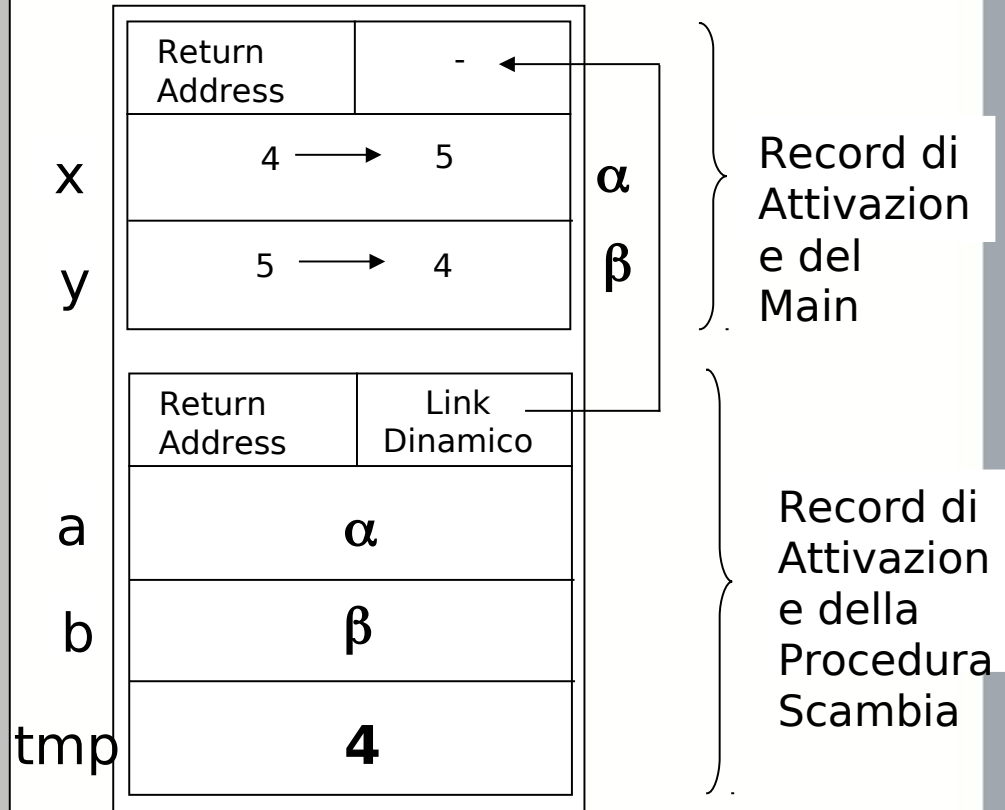 Return
Address
-
x
4
5
α
y
5
4
β
Record di
Attivazion
e del
Main
Return
Address
Link
Dinamico
a
α
b
β
tmp
4
Record di
Attivazion
e della
Procedura
Scambia